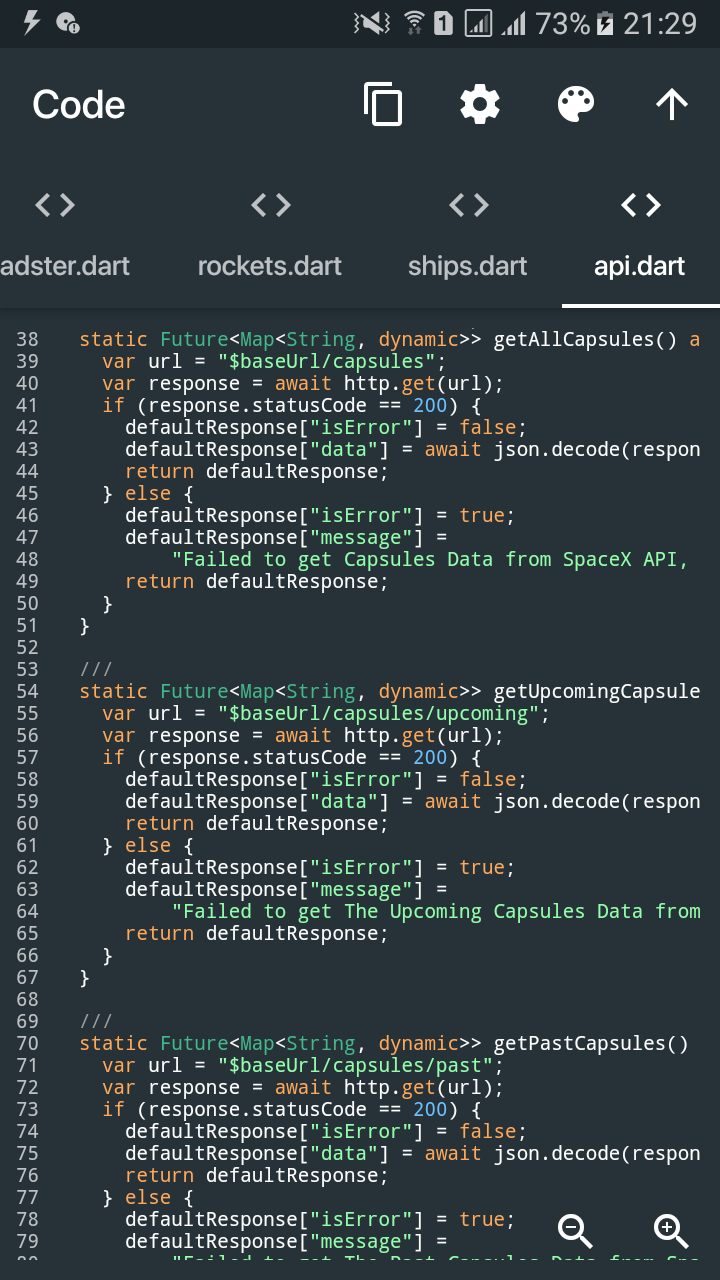 1 73% 21:29
Code
adster.dart rockets.dart ships.dart api.dart
38 static Future<Map<String, dynamic>> getAllCapsules() a
39 var url = "$baseUrl/capsules";
40 var response = await http.get(url);
41 if (response.statusCode == 200) {
42 defaultResponse["isError"] = false;
43 defaultResponse["data"] = await json.decode(respon
44 return defaultResponse;
45 } else {
46 defaultResponse["isError"] = true;
47 defaultResponse["message"] =
48 "Failed to get Capsules Data from SpaceX API,
49 return defaultResponse;
50 }
51 }
52
53 ///
54 static Future<Map<String, dynamic>> getUpcomingCapsule
55 var url = "$baseUrl/capsules/upcoming";
56 var response = await http.get(url);
57 if (response.statusCode == 200) {
58 defaultResponse["isError"] = false;
59 defaultResponse["data"] = await json.decode(respon
60 return defaultResponse;
61 } else {
62 defaultResponse["isError"] = true;
63 defaultResponse["message"] =
64 "Failed to get The Upcoming Capsules Data from
65 return defaultResponse;
66 }
67 }
68
69 ///
70 static Future<Map<String, dynamic>> getPastCapsules()
71 var url = "$baseUrl/capsules/past";
72 var response = await http.get(url);
73 if (response.statusCode == 200) {
74 defaultResponse["isError"] = false;
75 defaultResponse["data"] = await json.decode(respon
76 return defaultResponse;
77 } else {
78 defaultResponse["isError"] = true;
79 defaultResponse["message"] =